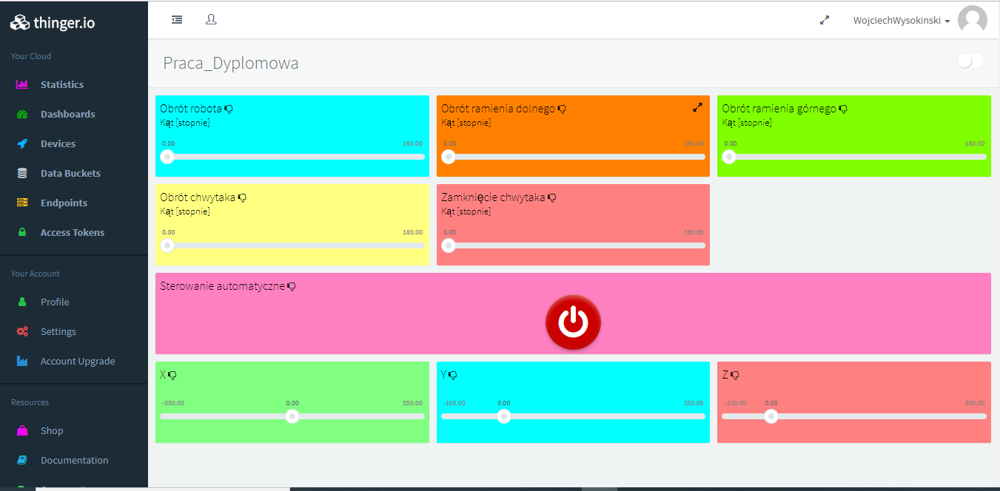 thinger.io
WojciechWysokinski
Your Cloud
Statistics
Dashboards
Devices
Data Buckets
Endpoints
Access Tokens
Your Account
Profile
Settings
Account Upgrade
Resources
Shop
Documentation
Praca_Dyplomowa
Obrót robota
Kąt [stopnie]
0.00 180.00
Obrót ramienia dolnego
Kąt [stopnie]
0.00 180.00
Obrót ramienia górnego
Kąt [stopnie]
0.00 180.00
Obrót chwytaka
Kąt [stopnie]
0.00 180.00
Zamknięcie chwytaka
Kąt [stopnie]
0.00 180.00
Sterowanie automatyczne
X
-350.00 0.00 350.00
Y
-100.00 0.00 350.00
Z
-100.00 0.00 500.00